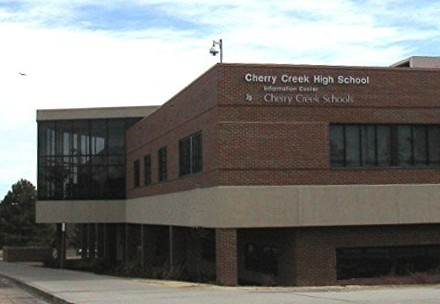 Cherry Creek High School
Information Center
Cherry Creek Schools